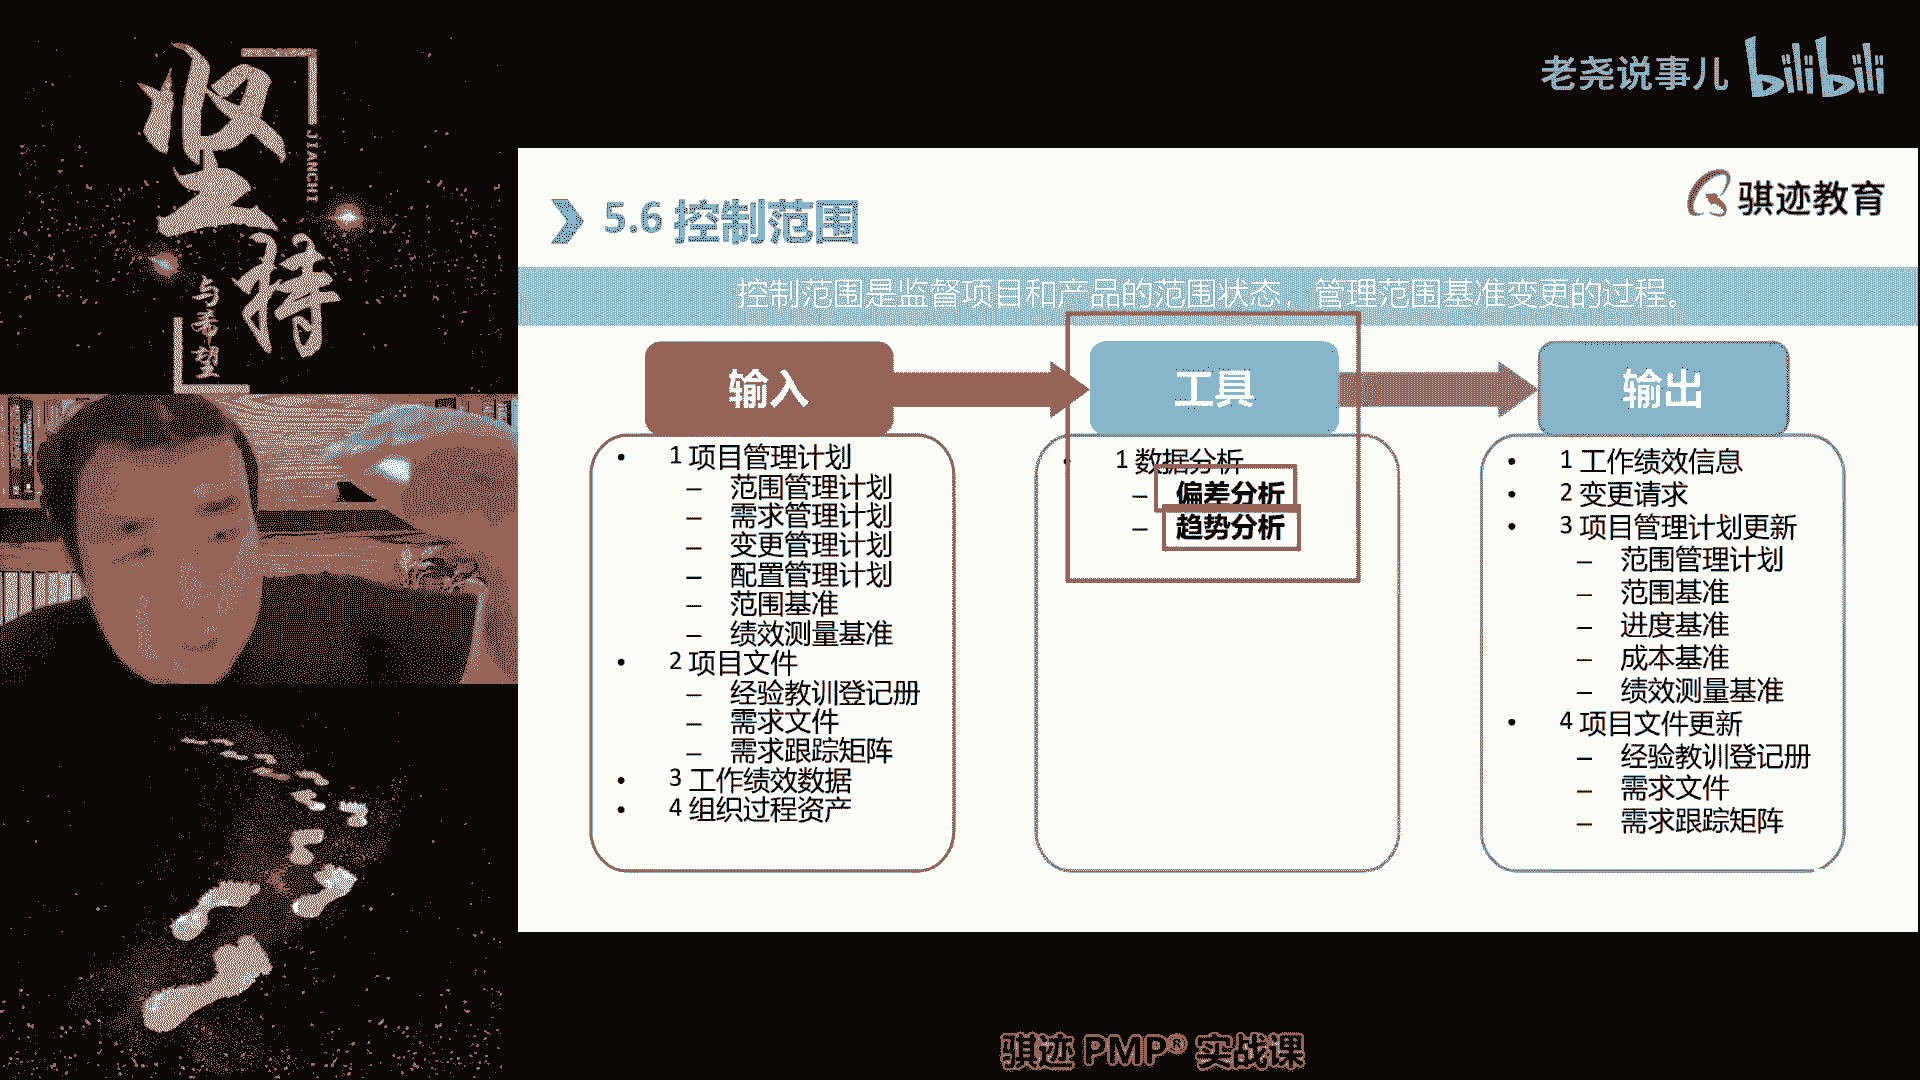 坚持
JIANCHI
与希望
老尧说事儿 bilibili
骐迹教育
5.6 控制范围
控制范围是监督项目和产品的范围状态，管理范围基准变更的过程。
输入
• 1 项目管理计划
– 范围管理计划
– 需求管理计划
– 变更管理计划
– 配置管理计划
– 范围基准
– 绩效测量基准
• 2 项目文件
– 经验教训登记册
– 需求文件
– 需求跟踪矩阵
• 3 工作绩效数据
• 4 组织过程资产
工具
• 1 数据分析
– 偏差分析
– 趋势分析
输出
• 1 工作绩效信息
• 2 变更请求
• 3 项目管理计划更新
– 范围管理计划
– 范围基准
– 进度基准
– 成本基准
– 绩效测量基准
• 4 项目文件更新
– 经验教训登记册
– 需求文件
– 需求跟踪矩阵
骐迹 PMP® 实战课